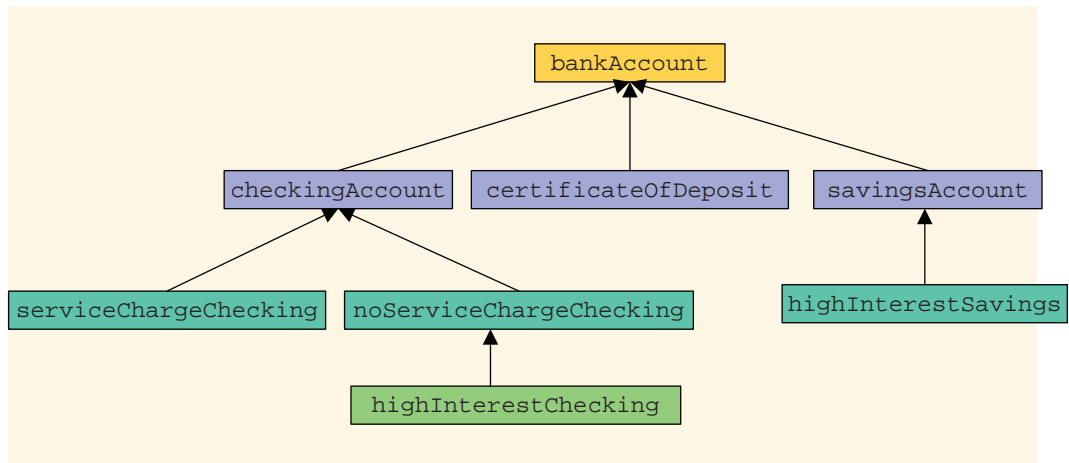 bankAccount
checkingAccount
certificateOfDeposit
savingsAccount
serviceChargeChecking
noServiceChargeChecking
highInterestSavings
highInterestChecking